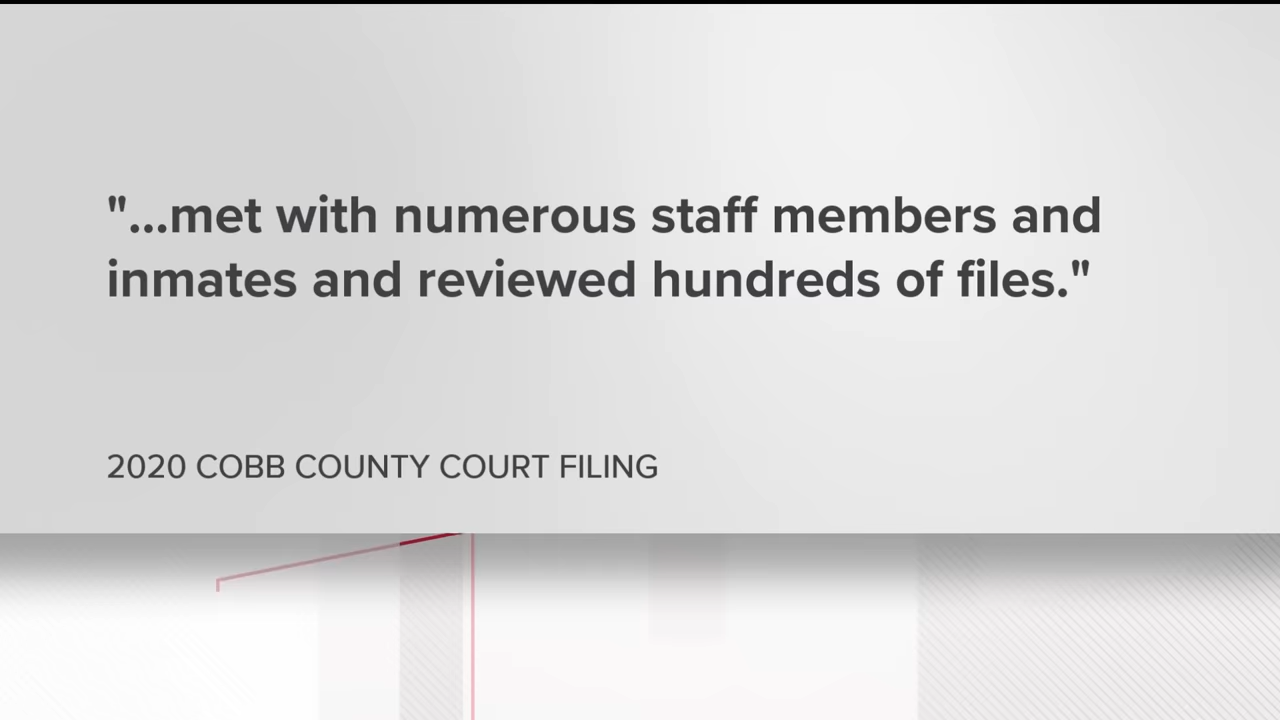 "...met with numerous staff members and
inmates and reviewed hundreds of files."
2020 COBB COUNTY COURT FILING